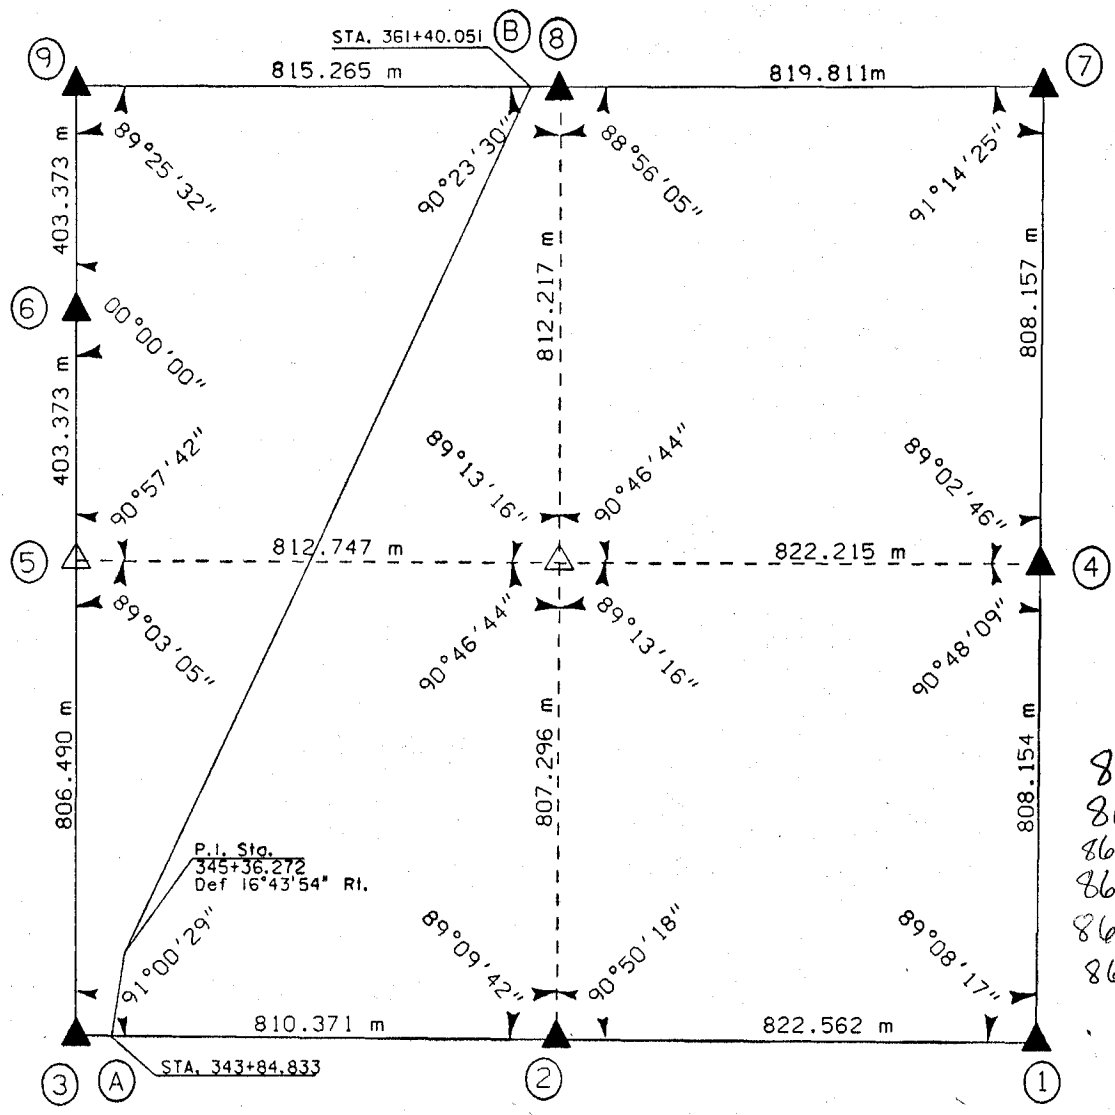 STA. 361+40.051
B
8
9
7
815.265 m
819.811m
89°25'32"
90°23'30"
88°56'05"
91°14'25"
403.373 m
812.217 m
808.157 m
6
00°00'00"
403.373 m
90°57'42"
89°13'16"
90°46'44"
89°02'46"
5
812.747 m
822.215 m
4
89°03'05"
90°46'44"
89°13'16"
90°48'09"
806.490 m
807.296 m
808.154 m
P.I. Sta.
345+36.272
Def 16°43'54" Rt.
91°00'29"
89°09'42"
90°50'18"
89°08'17"
810.371 m
822.562 m
STA. 343+84.833
3
A
2
1
8
86
86
86
86